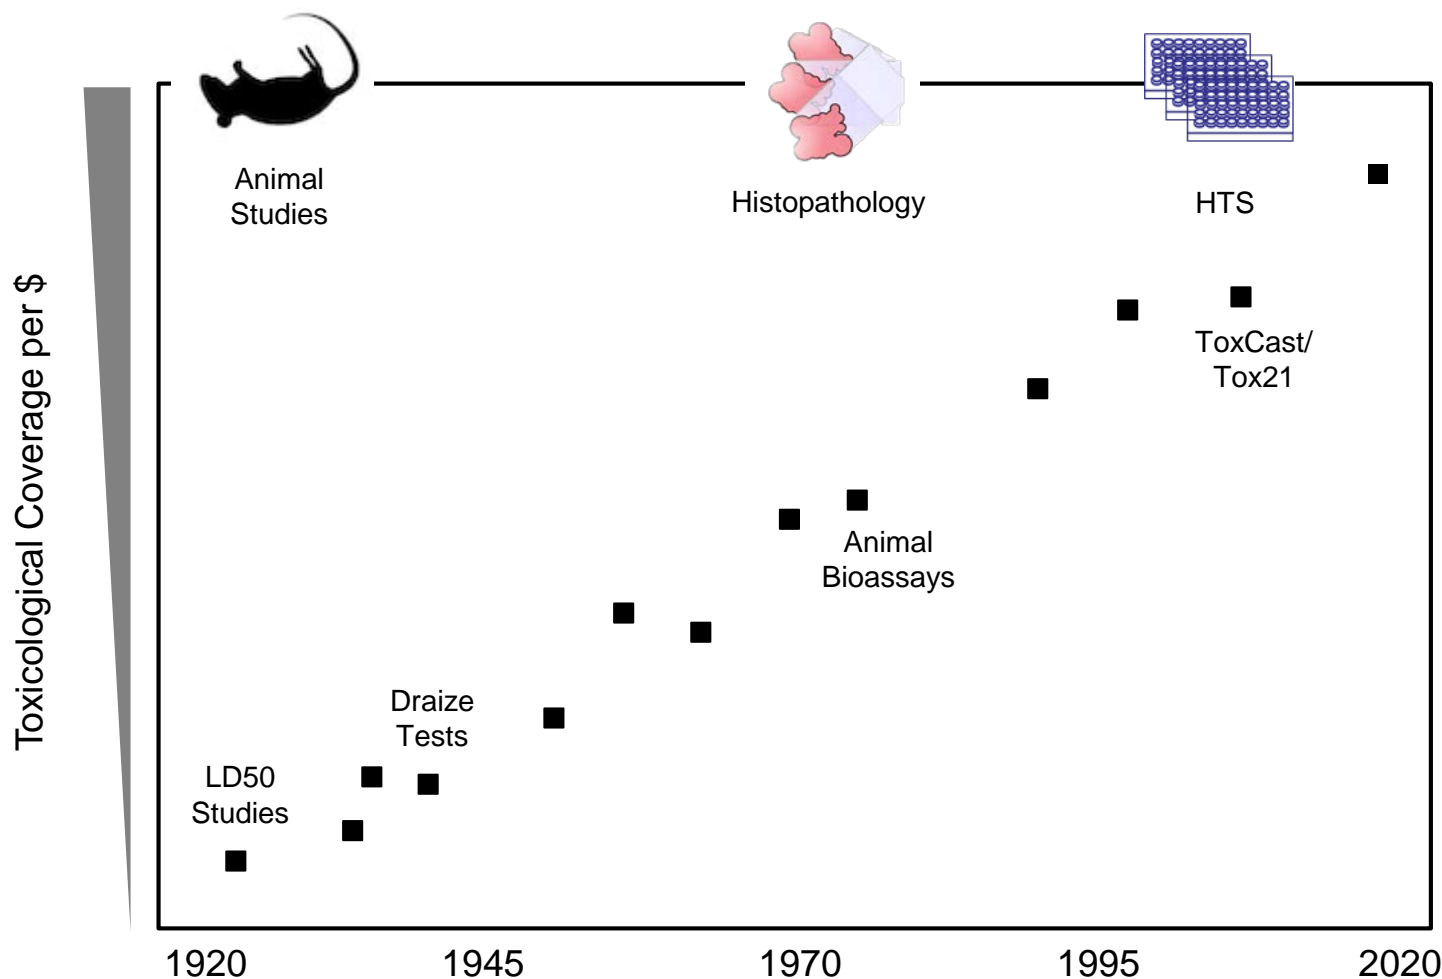 Animal
Studies
Histopathology
HTS
ToxCast/
Tox21
Animal
Bioassays
Draize
Tests
LD50
Studies
Toxicological Coverage per $
1920
1945
1970
1995
2020